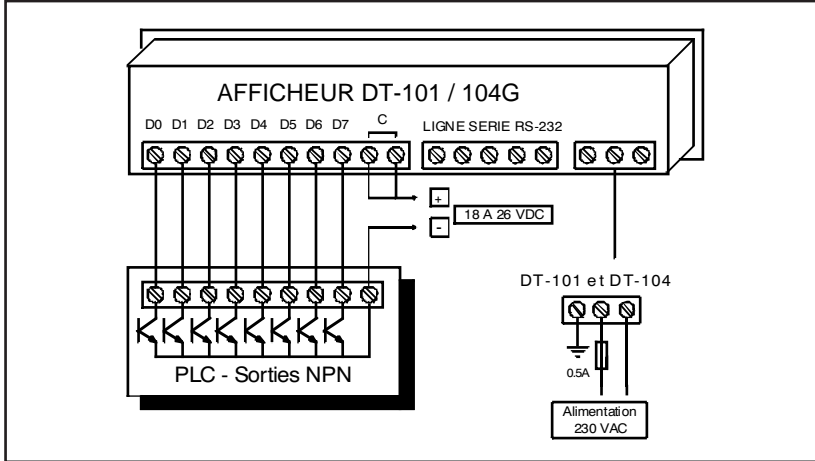 AFFICHEUR DT-101 / 104G
D0 D1 D2 D3 D4 D5 D6 D7 C
LIGNE SERIE RS-232
+
18 A 26 VDC
-
DT-101 et DT-104
0.5A
PLC - Sorties NPN
Alimentation
230 VAC